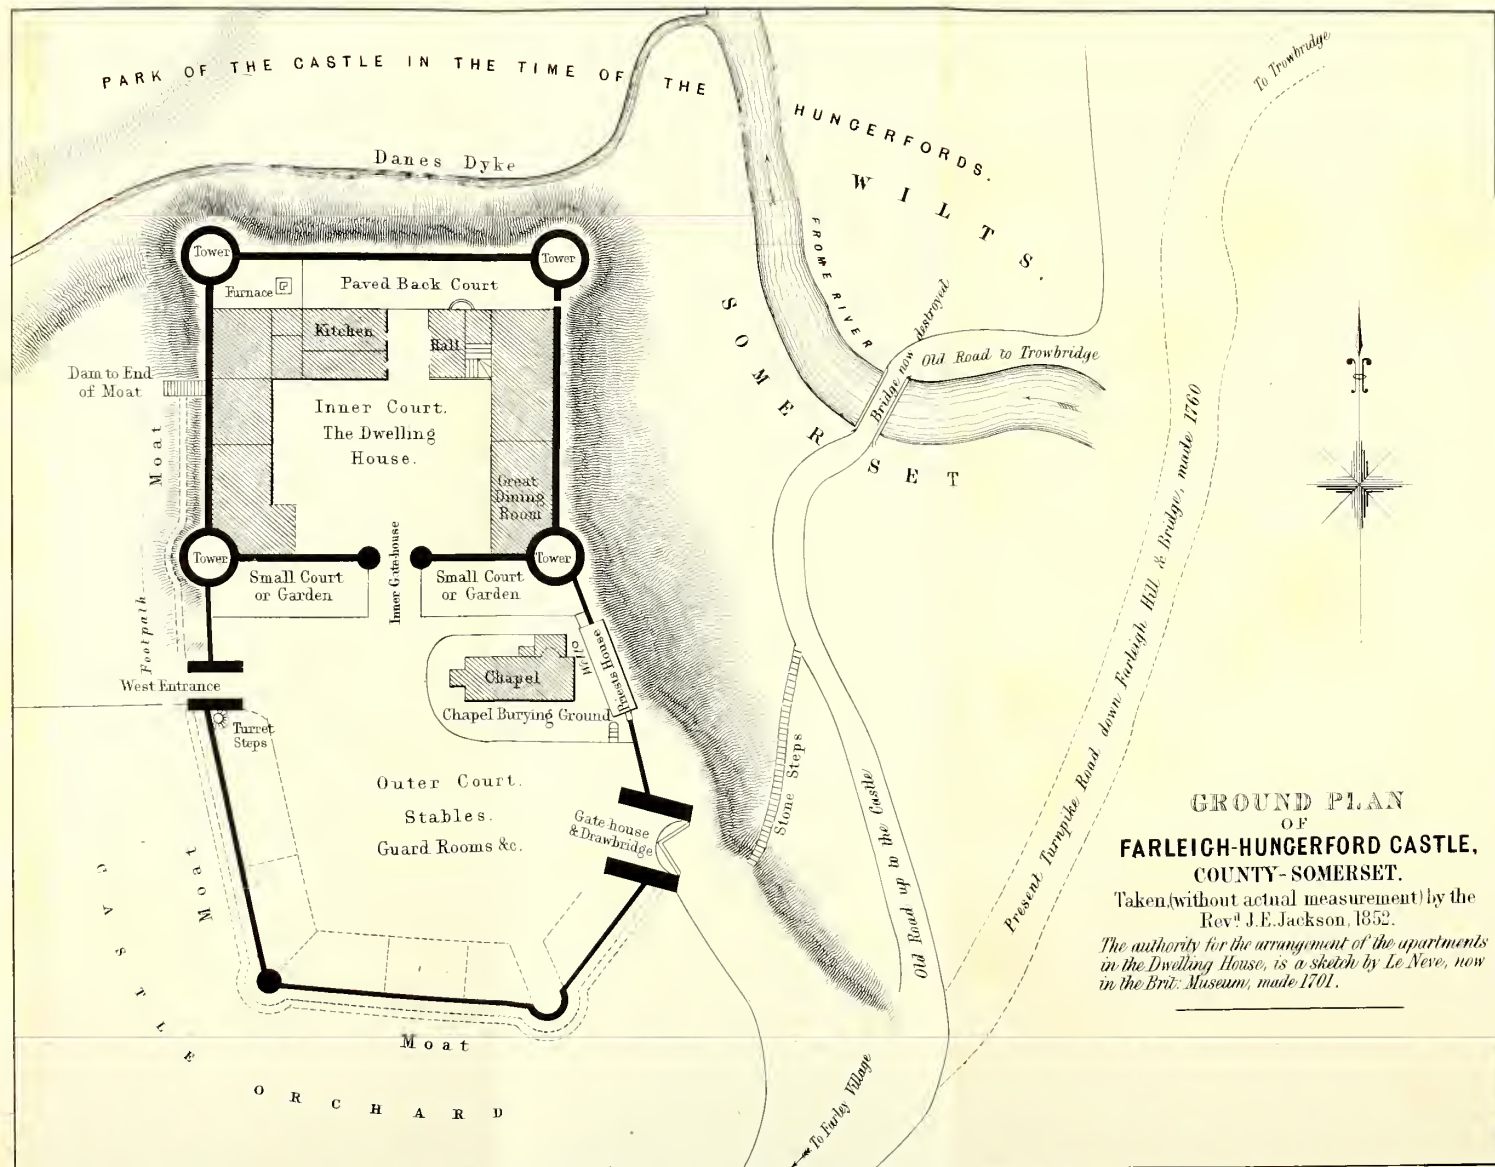 PARK OF THE CASTLE IN THE TIME OF THE HUNGERFORDS.
Danes Dyke
WILTS.
FROME RIVER
SOMERSET
To Trowbridge
Tower
Tower
Furnace
Paved Back Court
Kitchen
Hall
Bridge now destroyed
Old Road to Trowbridge
Dam to End
of Moat
Moat
Inner Court.
The Dwelling
House.
Great
Dining
Room
Tower
Tower
Inner Gate-house
Small Court
or Garden
Small Court
or Garden
Footpath
West Entrance
Turret
Steps
Chapel
Well
Priests House
Chapel Burying Ground
Outer Court.
Stables.
Guard Rooms &c.
Gate-house
& Drawbridge
Stone Steps
Old Road up to the Castle
Present Turnpike Road down Farleigh Hill & Bridge, made 1760
Moat
Moat
CASTLE ORCHARD
To Farley Village
GROUND PLAN
OF
FARLEIGH-HUNGERFORD CASTLE,
COUNTY-SOMERSET.
Taken, (without actual measurement) by the
Revd. J.E. Jackson, 1852.
The authority for the arrangement of the apartments
in the Dwelling House, is a sketch by Le Neve, now
in the Brit: Museum, made 1701.